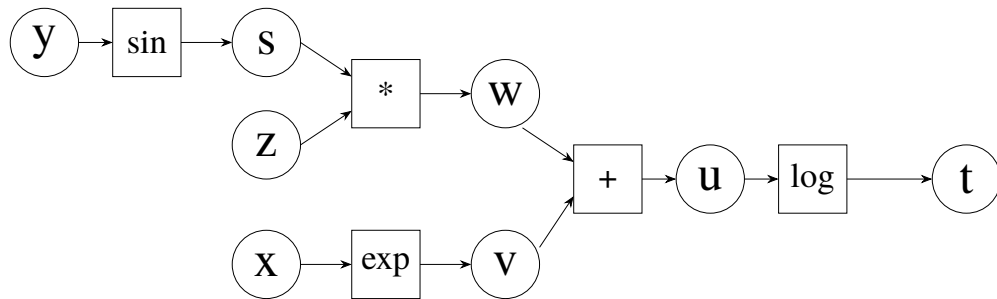 y sin s
* w
z
+ u log t
x exp v